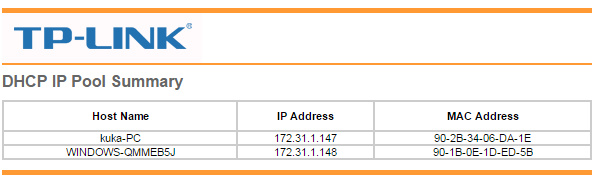 TP-LINK®
DHCP IP Pool Summary
Host Name IP Address MAC Address
kuka-PC 172.31.1.147 90-2B-34-06-DA-1E
WINDOWS-QMMEB5J 172.31.1.148 90-1B-0E-1D-ED-5B